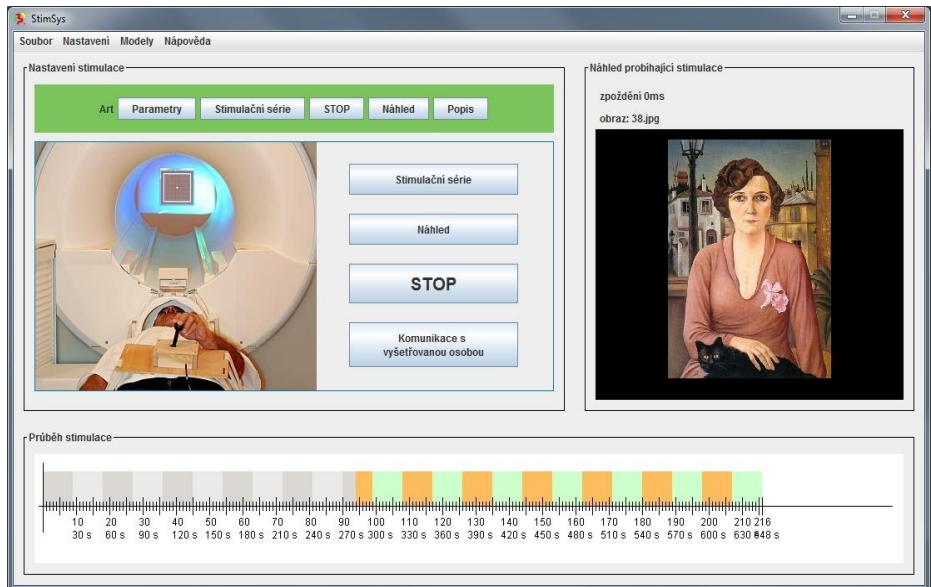 StimSys
Soubor Nastavení Modely Nápověda
Nastavení stimulace
Art Parametry Stimulační série STOP Náhled Popis
Stimulační série
Náhled
STOP
Komunikace s
vyšetřovanou osobou
Náhled probíhající stimulace
zpoždění 0ms
obraz: 38.jpg
Průběh stimulace
10 20 30 40 50 60 70 80 90 100 110 120 130 140 150 160 170 180 190 200 210 216
30 s 60 s 90 s 120 s 150 s 180 s 210 s 240 s 270 s 300 s 330 s 360 s 390 s 420 s 450 s 480 s 510 s 540 s 570 s 600 s 630 s 648 s